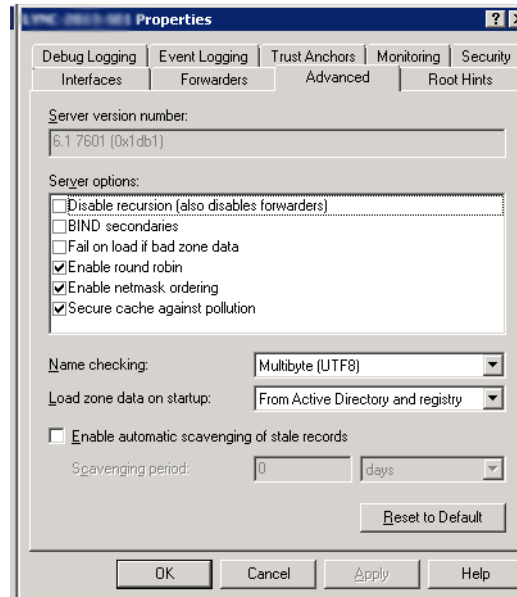 Properties
Debug Logging Event Logging Trust Anchors Monitoring Security
Interfaces Forwarders Advanced Root Hints
Server version number:
6.1 7601 (0x1db1)
Server options:
Disable recursion (also disables forwarders)
BIND secondaries
Fail on load if bad zone data
Enable round robin
Enable netmask ordering
Secure cache against pollution
Name checking: Multibyte (UTF8)
Load zone data on startup: From Active Directory and registry
Enable automatic scavenging of stale records
Scavenging period: 0 days
Reset to Default
OK Cancel Apply Help